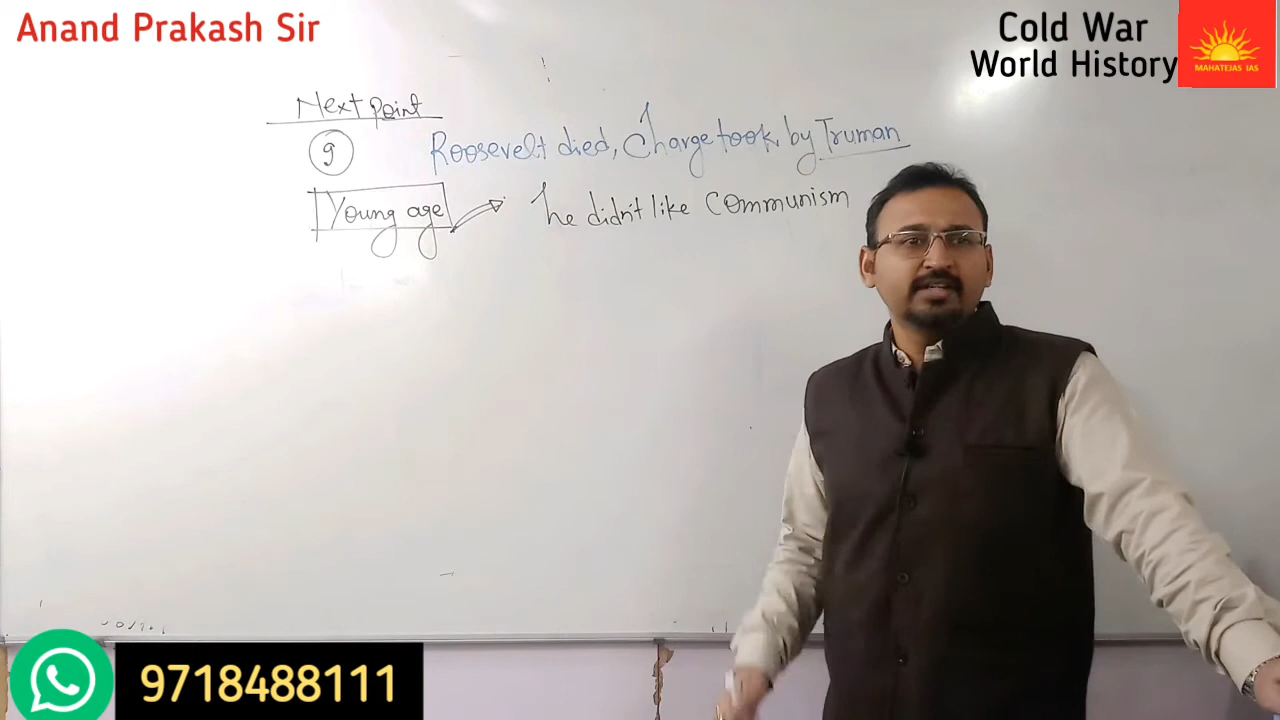 Anand Prakash Sir
Cold War
World History
MAHATEJAS IAS
Next point
9 Roosevelt died, Charge took by Truman
Young age he didn't like Communism
9718488111